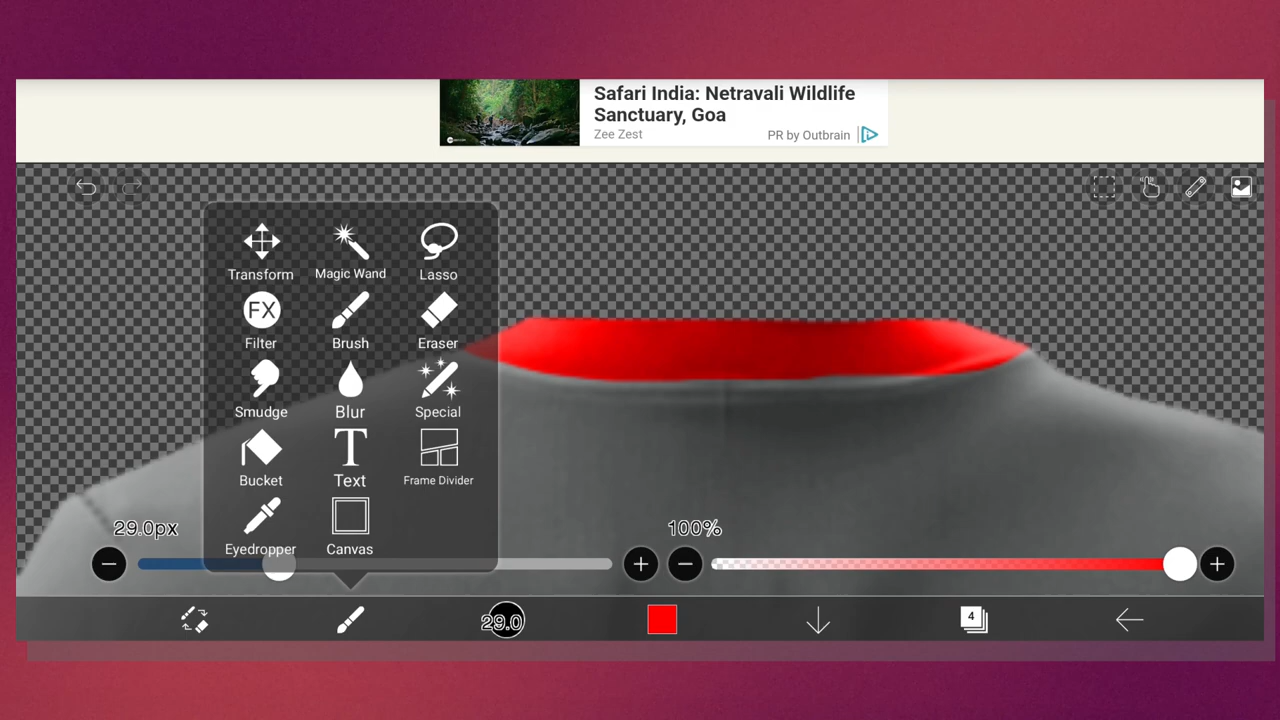 Safari India: Netravali Wildlife
Sanctuary, Goa
Zee Zest
PR by Outbrain
Transform
Magic Wand
Lasso
FX
Filter
Brush
Eraser
Smudge
Blur
Special
Bucket
T
Text
Frame Divider
Eyedropper
Canvas
29.0px
100%
29.0
4